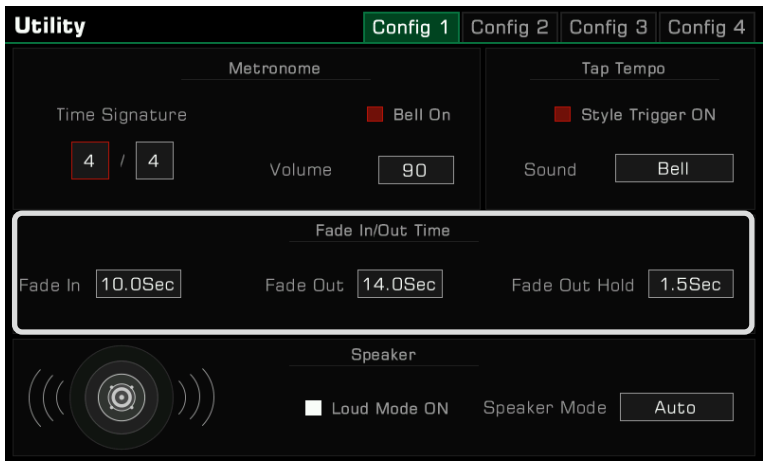 Utility Config 1 Config 2 Config 3 Config 4
Metronome Tap Tempo
Time Signature Bell On Style Trigger ON
4 / 4 Volume 90 Sound Bell
Fade In/Out Time
Fade In 10.0Sec Fade Out 14.0Sec Fade Out Hold 1.5Sec
Speaker
Loud Mode ON Speaker Mode Auto